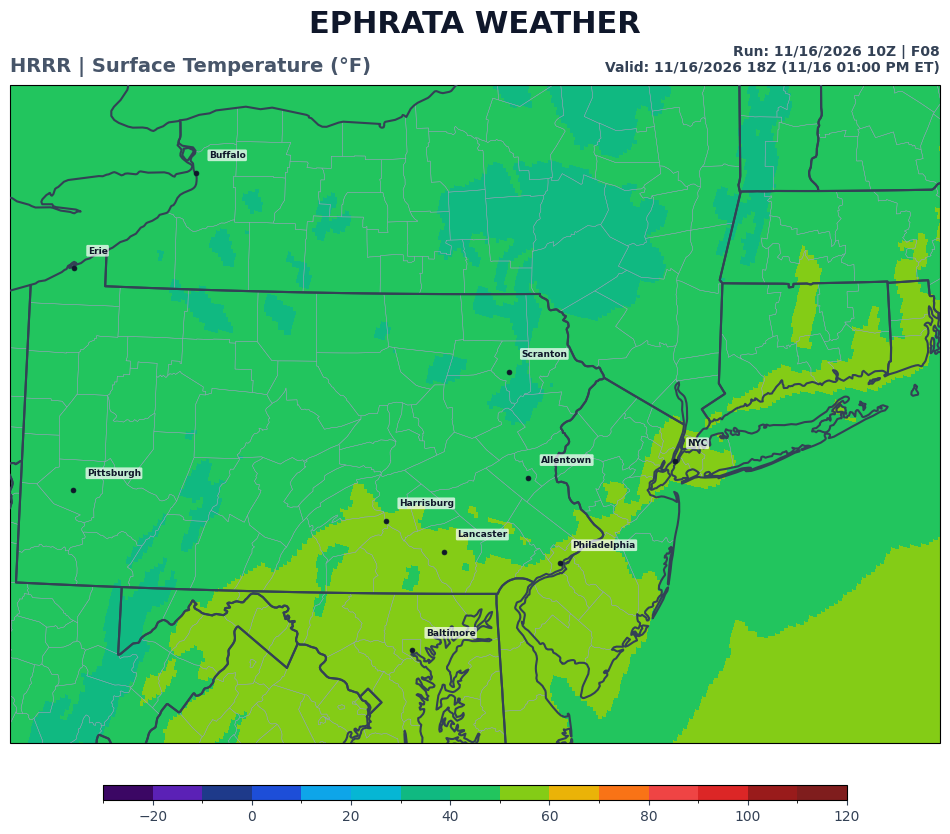 EPHRATA WEATHER
HRRR | Surface Temperature (°F)
Run: 11/16/2026 10Z | F08
Valid: 11/16/2026 18Z (11/16 01:00 PM ET)
Buffalo
Erie
Scranton
NYC
Allentown
Pittsburgh
Harrisburg
Lancaster
Philadelphia
Baltimore
−20 0 20 40 60 80 100 120